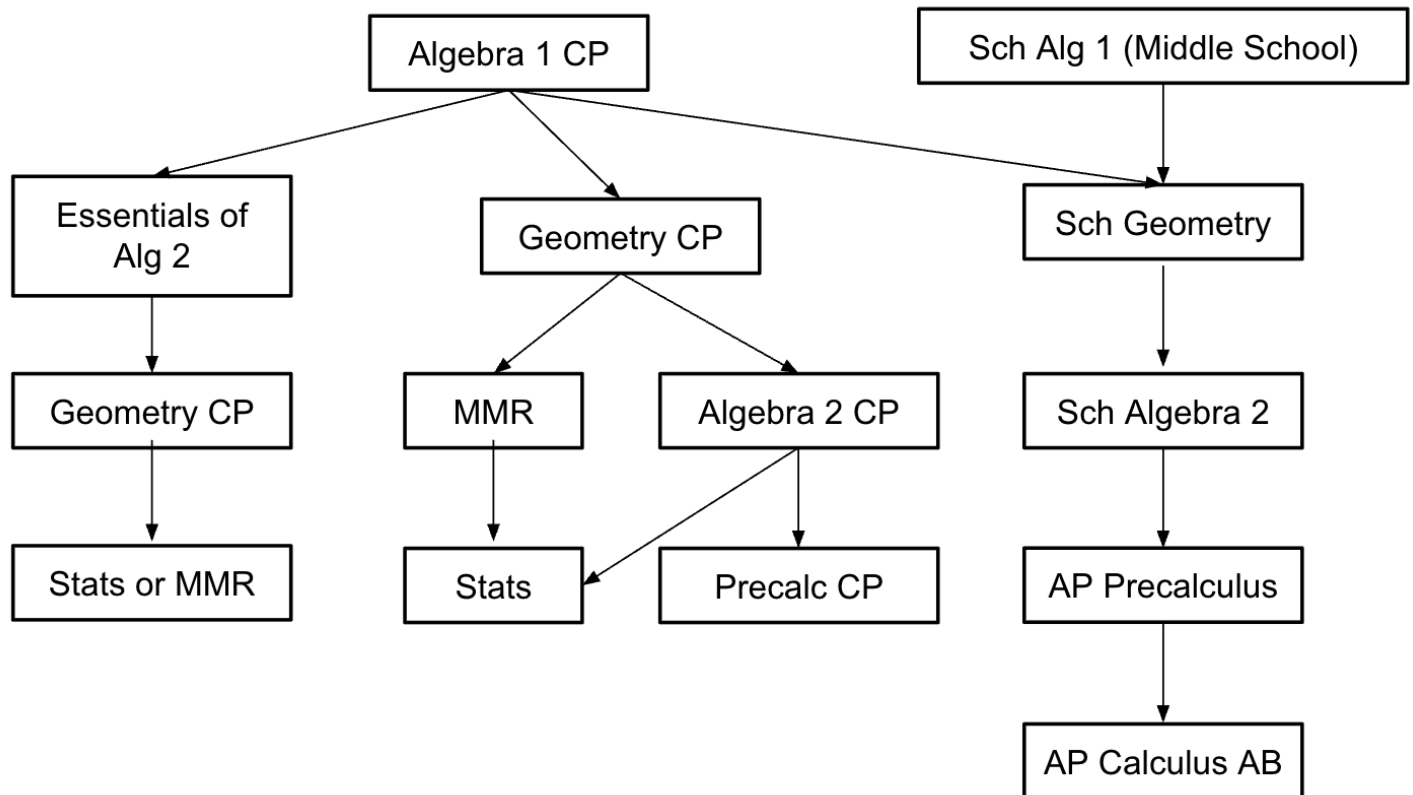 Algebra 1 CP
Sch Alg 1 (Middle School)
Essentials of
Alg 2
Geometry CP
Sch Geometry
Geometry CP
MMR
Algebra 2 CP
Sch Algebra 2
Stats or MMR
Stats
Precalc CP
AP Precalculus
AP Calculus AB